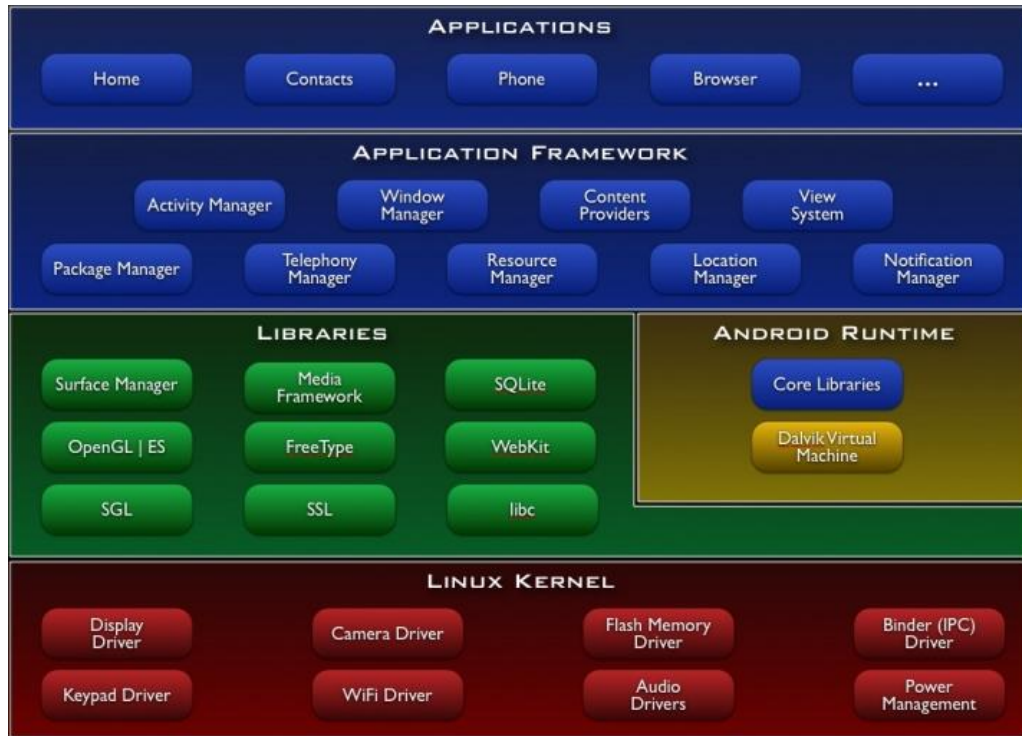 APPLICATIONS
Home
Contacts
Phone
Browser
...
APPLICATION FRAMEWORK
Activity Manager
Window
Manager
Content
Providers
View
System
Package Manager
Telephony
Manager
Resource
Manager
Location
Manager
Notification
Manager
LIBRARIES
Surface Manager
Media
Framework
SQLite
OpenGL | ES
FreeType
WebKit
SGL
SSL
libc
ANDROID RUNTIME
Core Libraries
Dalvik Virtual
Machine
LINUX KERNEL
Display
Driver
Camera Driver
Flash Memory
Driver
Binder (IPC)
Driver
Keypad Driver
WiFi Driver
Audio
Drivers
Power
Management